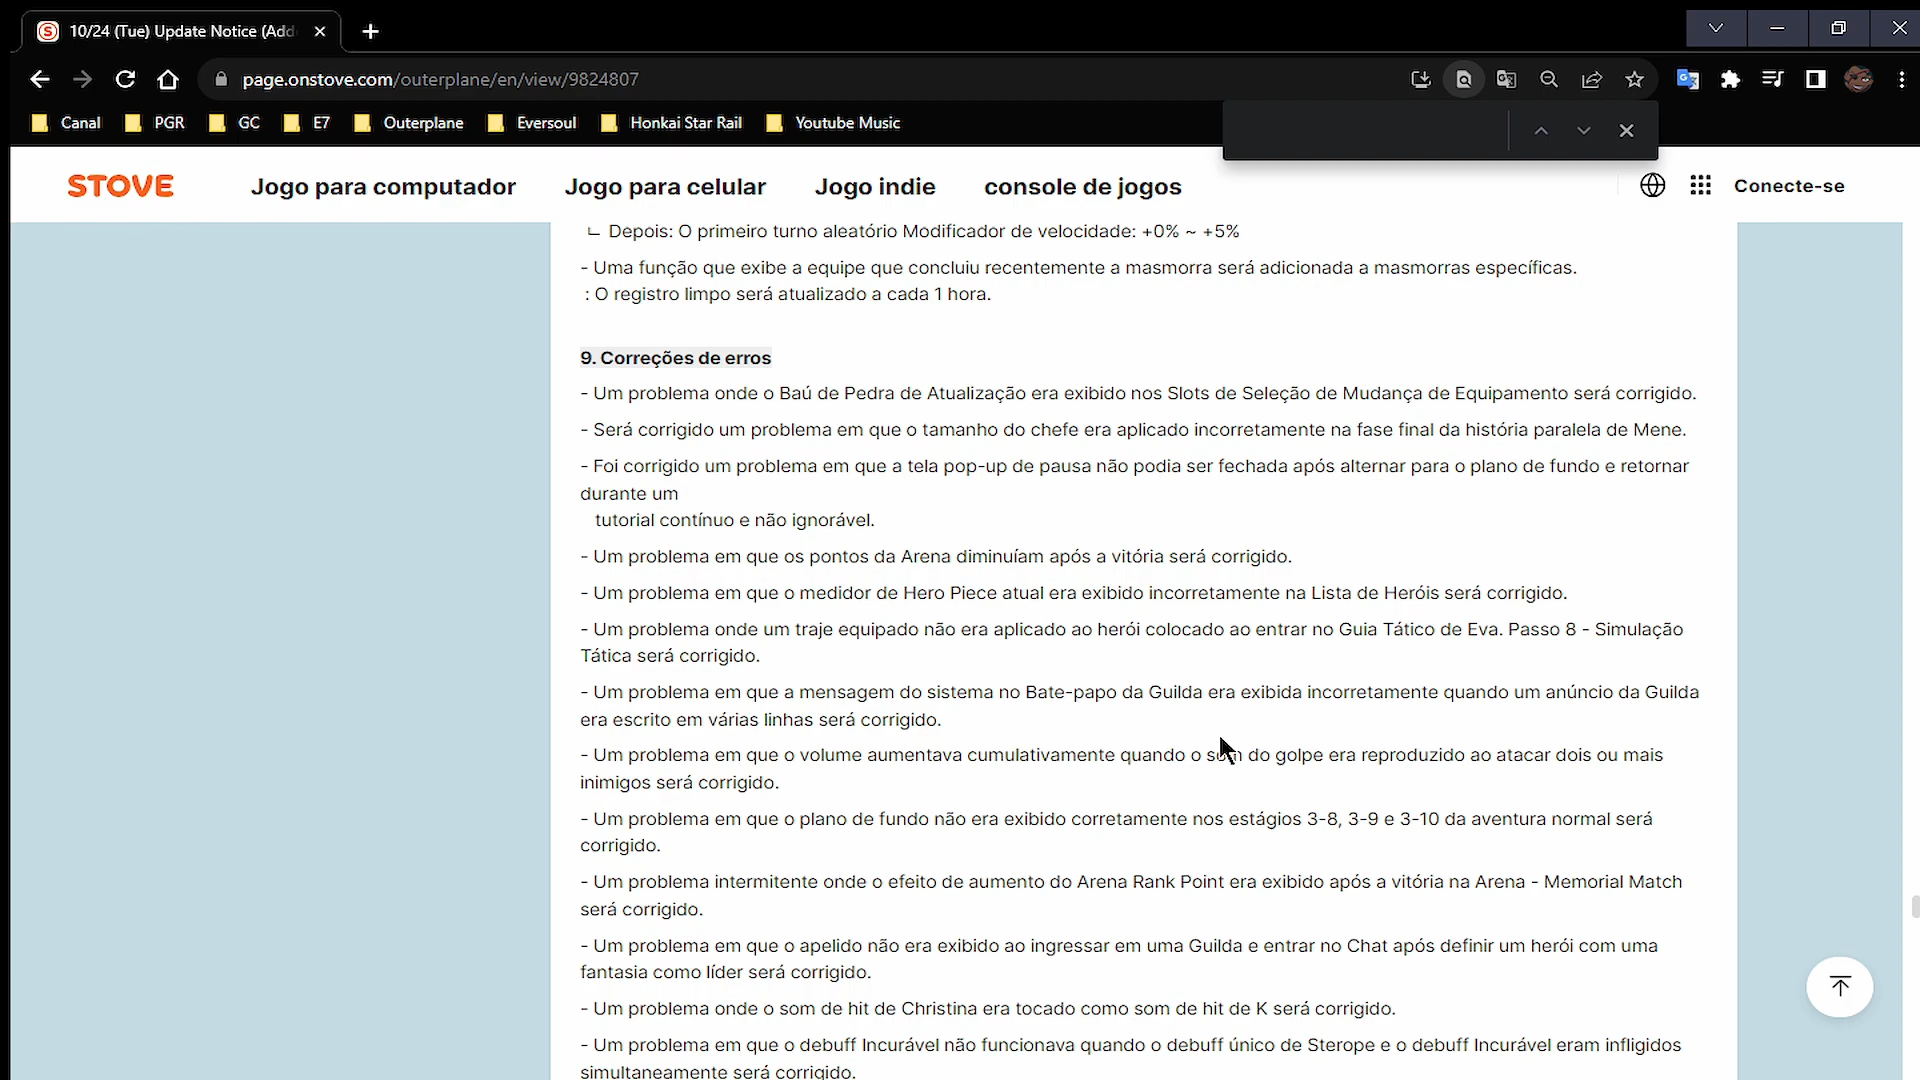 10/24 (Tue) Update Notice (Add
page.onstove.com/outerplane/en/view/9824807
Canal PGR GC E7 Outerplane Eversoul Honkai Star Rail Youtube Music
STOVE Jogo para computador Jogo para celular Jogo indie console de jogos Conecte-se
ㄴ Depois: O primeiro turno aleatório Modificador de velocidade: +0% ~ +5%
- Uma função que exibe a equipe que concluiu recentemente a masmorra será adicionada a masmorras específicas.
: O registro limpo será atualizado a cada 1 hora.
9. Correções de erros
- Um problema onde o Baú de Pedra de Atualização era exibido nos Slots de Seleção de Mudança de Equipamento será corrigido.
- Será corrigido um problema em que o tamanho do chefe era aplicado incorretamente na fase final da história paralela de Mene.
- Foi corrigido um problema em que a tela pop-up de pausa não podia ser fechada após alternar para o plano de fundo e retornar
durante um
tutorial contínuo e não ignorável.
- Um problema em que os pontos da Arena diminuíam após a vitória será corrigido.
- Um problema em que o medidor de Hero Piece atual era exibido incorretamente na Lista de Heróis será corrigido.
- Um problema onde um traje equipado não era aplicado ao herói colocado ao entrar no Guia Tático de Eva. Passo 8 - Simulação
Tática será corrigido.
- Um problema em que a mensagem do sistema no Bate-papo da Guilda era exibida incorretamente quando um anúncio da Guilda
era escrito em várias linhas será corrigido.
- Um problema em que o volume aumentava cumulativamente quando o som do golpe era reproduzido ao atacar dois ou mais
inimigos será corrigido.
- Um problema em que o plano de fundo não era exibido corretamente nos estágios 3-8, 3-9 e 3-10 da aventura normal será
corrigido.
- Um problema intermitente onde o efeito de aumento do Arena Rank Point era exibido após a vitória na Arena - Memorial Match
será corrigido.
- Um problema em que o apelido não era exibido ao ingressar em uma Guilda e entrar no Chat após definir um herói com uma
fantasia como líder será corrigido.
- Um problema onde o som de hit de Christina era tocado como som de hit de K será corrigido.
- Um problema em que o debuff Incurável não funcionava quando o debuff único de Sterope e o debuff Incurável eram infligidos
simultaneamente será corrigido.